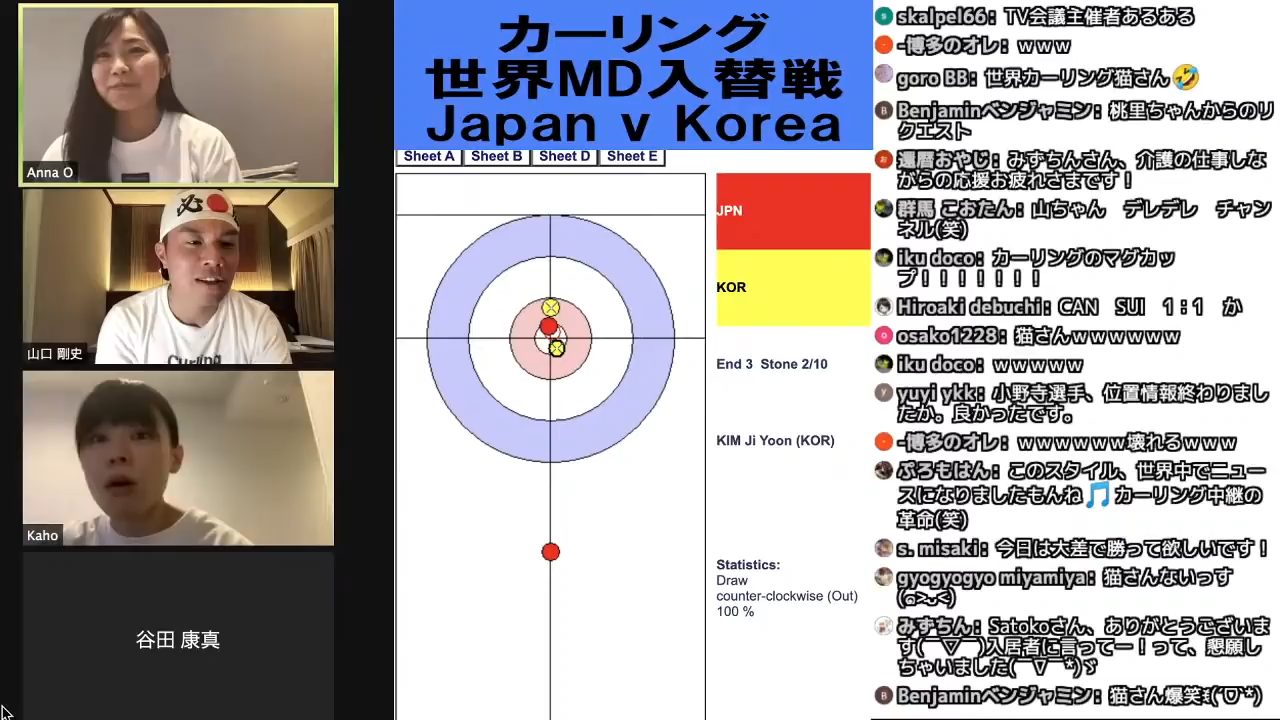 Anna O
山口 剛史
Kaho
谷田 康真
カーリング
世界MD入替戦
Japan v Korea
Sheet A
Sheet B
Sheet D
Sheet E
JPN
KOR
End 3 Stone 2/10
KIM Ji Yoon (KOR)
Statistics:
Draw
counter-clockwise (Out)
100 %
skalpel66: TV会議主催者あるある
-博多のオレ: ｗｗｗ
goro BB: 世界カーリング猫さん🤣
Benjaminベンジャミン: 桃里ちゃんからのリ
クエスト
還暦おやじ: みずちんさん、介護の仕事しな
がらの応援お疲れさまです！
群馬 こおたん: 山ちゃん　デレデレ　チャン
ネル(笑)
iku doco: カーリングのマグカッ
プ！！！！！！！
Hiroaki debuchi: CAN　SUI　1：1　か
osako1228: 猫さんｗｗｗｗｗｗ
iku doco: ｗｗｗｗｗ
yuyi ykk: 小野寺選手、位置情報終わりまし
たか。良かったです。
-博多のオレ: ｗｗｗｗｗｗ壊れるｗｗｗ
ぷろもはん: このスタイル、世界中でニュー
スになりましたもんね🎵カーリング中継の
革命(笑)
s. misaki: 今日は大差で勝って欲しいです！
gyogyogyo miyamiya: 猫さんないっす
みずちん: Satokoさん、ありがとうございま
す(￣▽￣)入居者に言ってー！って、懇願し
ちゃいました(￣∇￣*)ゞ
Benjaminベンジャミン: 猫さん爆笑